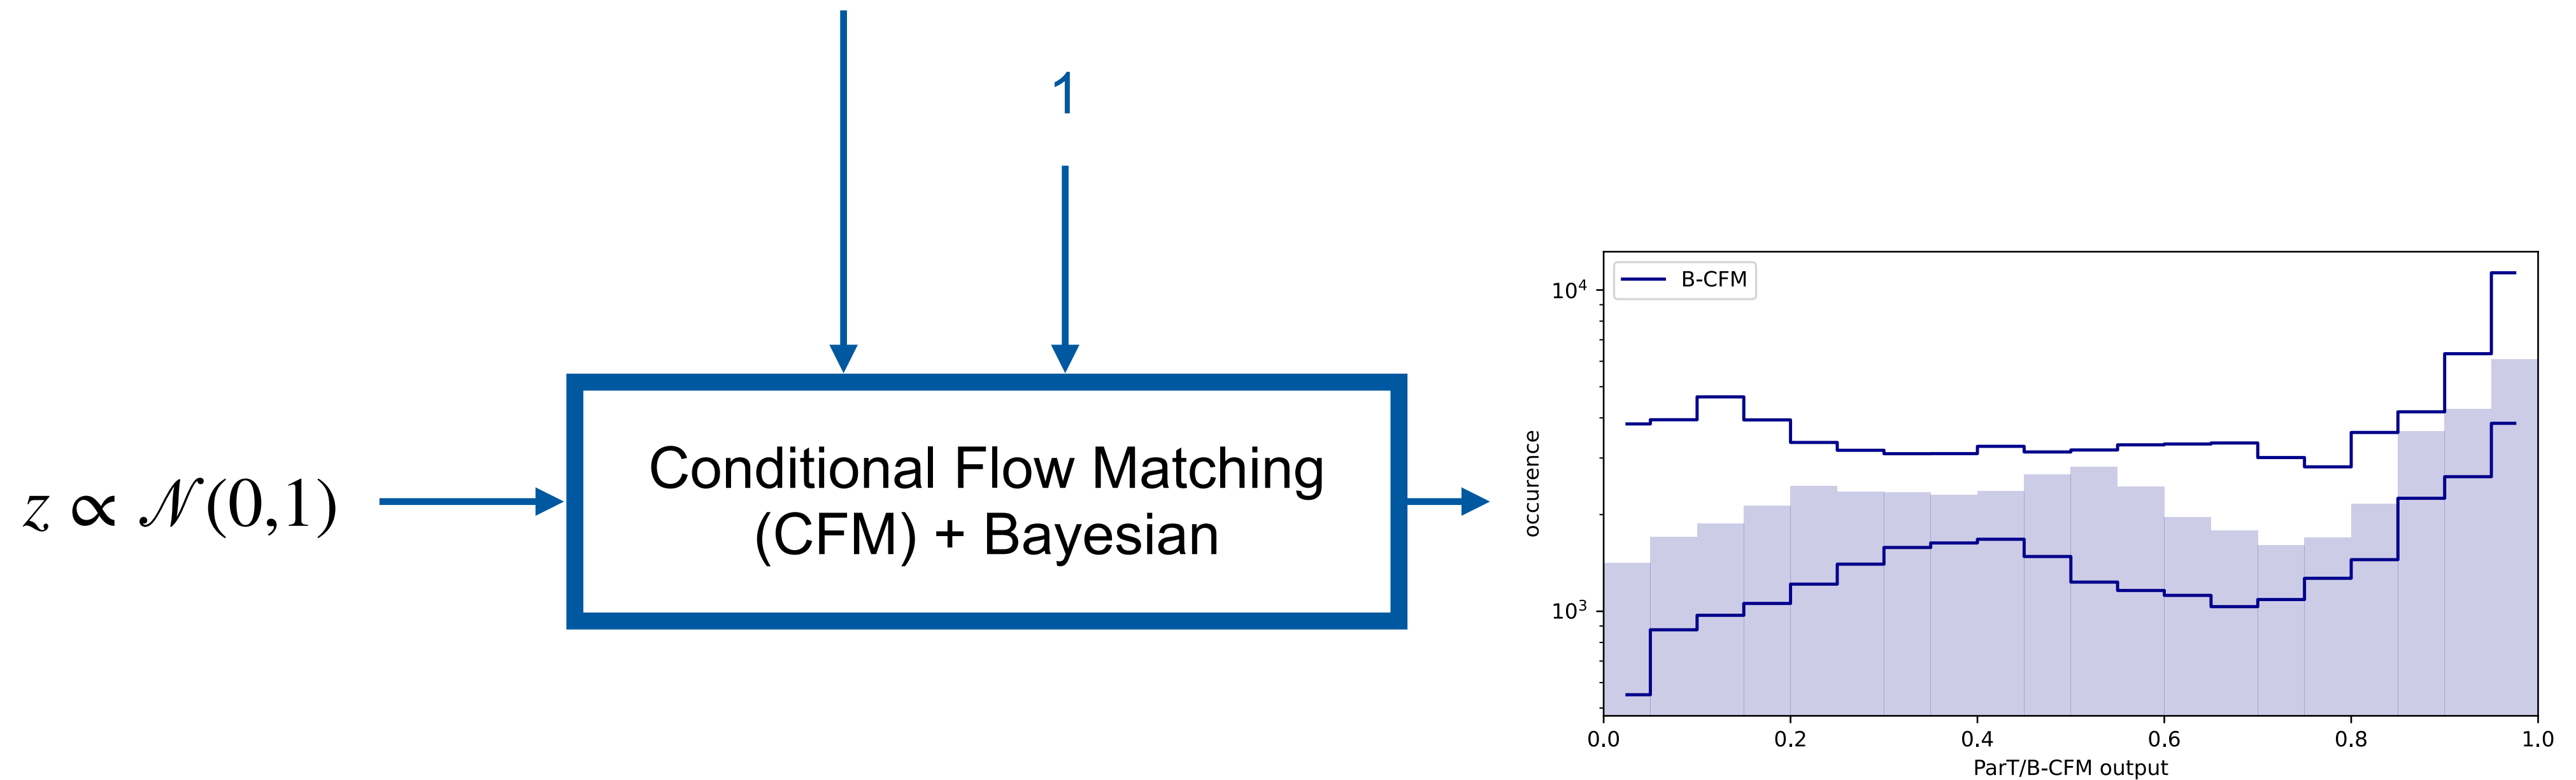 1
z ∝ 𝒩(0,1)
Conditional Flow Matching
(CFM) + Bayesian
B-CFM
10⁴
10³
occurence
0.0 0.2 0.4 0.6 0.8 1.0
ParT/B-CFM output